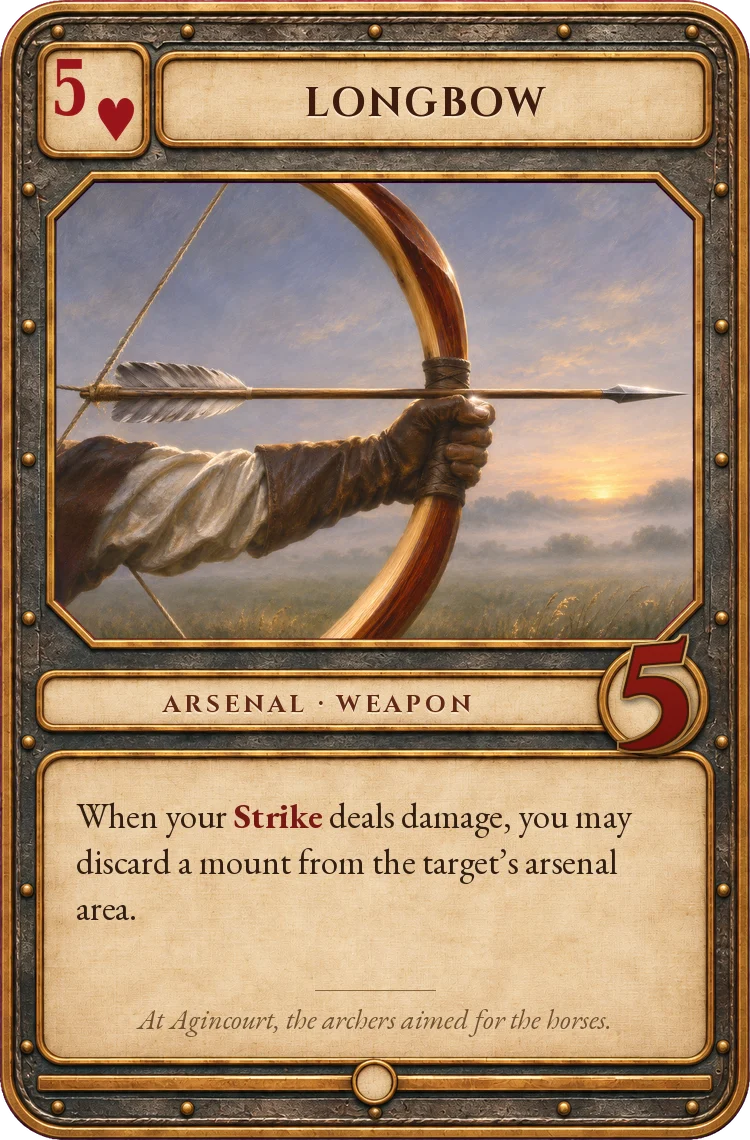 5
♥
LONGBOW
ARSENAL · WEAPON
5
When your Strike deals damage, you may
discard a mount from the target's arsenal
area.
At Agincourt, the archers aimed for the horses.